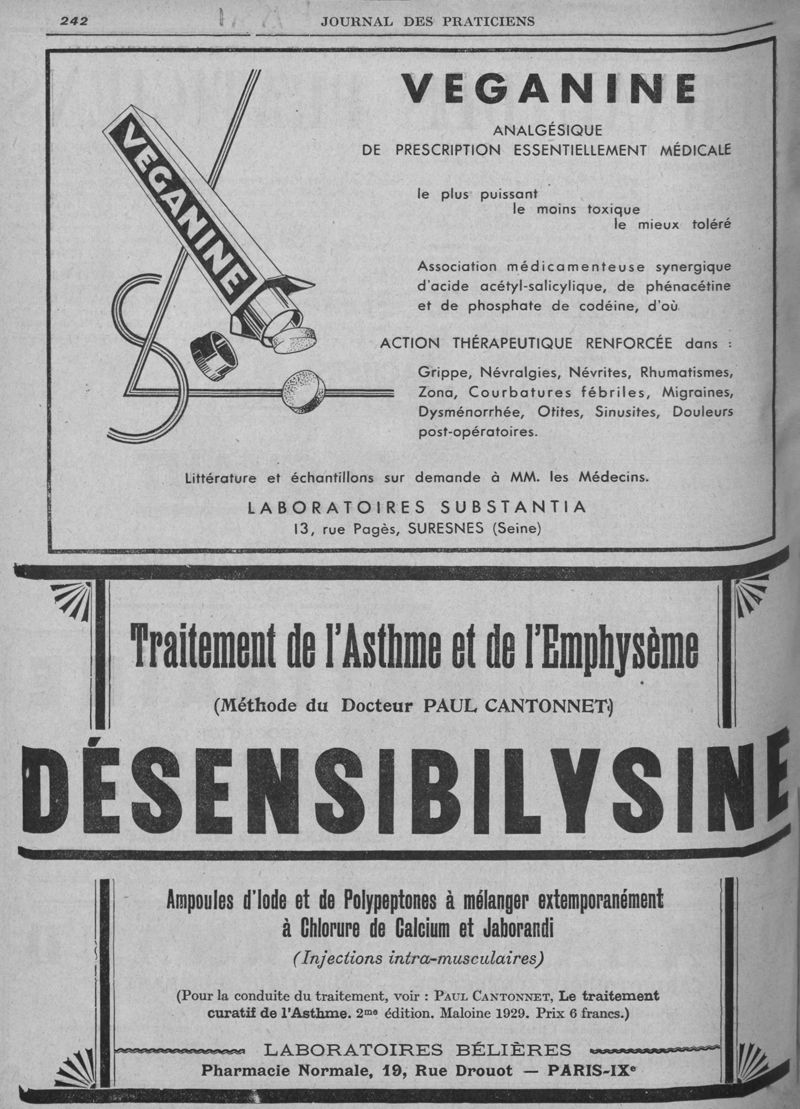 242
JOURNAL DES PRATICIENS
VEGANINE
VEGANINE
ANALGÉSIQUE
DE PRESCRIPTION ESSENTIELLEMENT MÉDICALE
le plus puissant
le moins toxique
le mieux toléré
Association médicamenteuse synergique
d'acide acétyl-salicylique, de phénacétine
et de phosphate de codéine, d'où
ACTION THÉRAPEUTIQUE RENFORCÉE dans :
Grippe, Névralgies, Névrites, Rhumatismes,
Zona, Courbatures fébriles, Migraines,
Dysménorrhée, Otites, Sinusites, Douleurs
post-opératoires.
Littérature et échantillons sur demande à MM. les Médecins.
LABORATOIRES SUBSTANTIA
13, rue Pagès, SURESNES (Seine)
Traitement de l'Asthme et de l'Emphysème
(Méthode du Docteur PAUL CANTONNET)
DÉSENSIBILYSINE
Ampoules d'Iode et de Polypeptones à mélanger extemporanément
à Chlorure de Calcium et Jaborandi
(Injections intra-musculaires)
(Pour la conduite du traitement, voir : PAUL CANTONNET, Le traitement
curatif de l'Asthme. 2me édition. Maloine 1929. Prix 6 francs.)
LABORATOIRES BÉLIÈRES
Pharmacie Normale, 19, Rue Drouot — PARIS-IXe